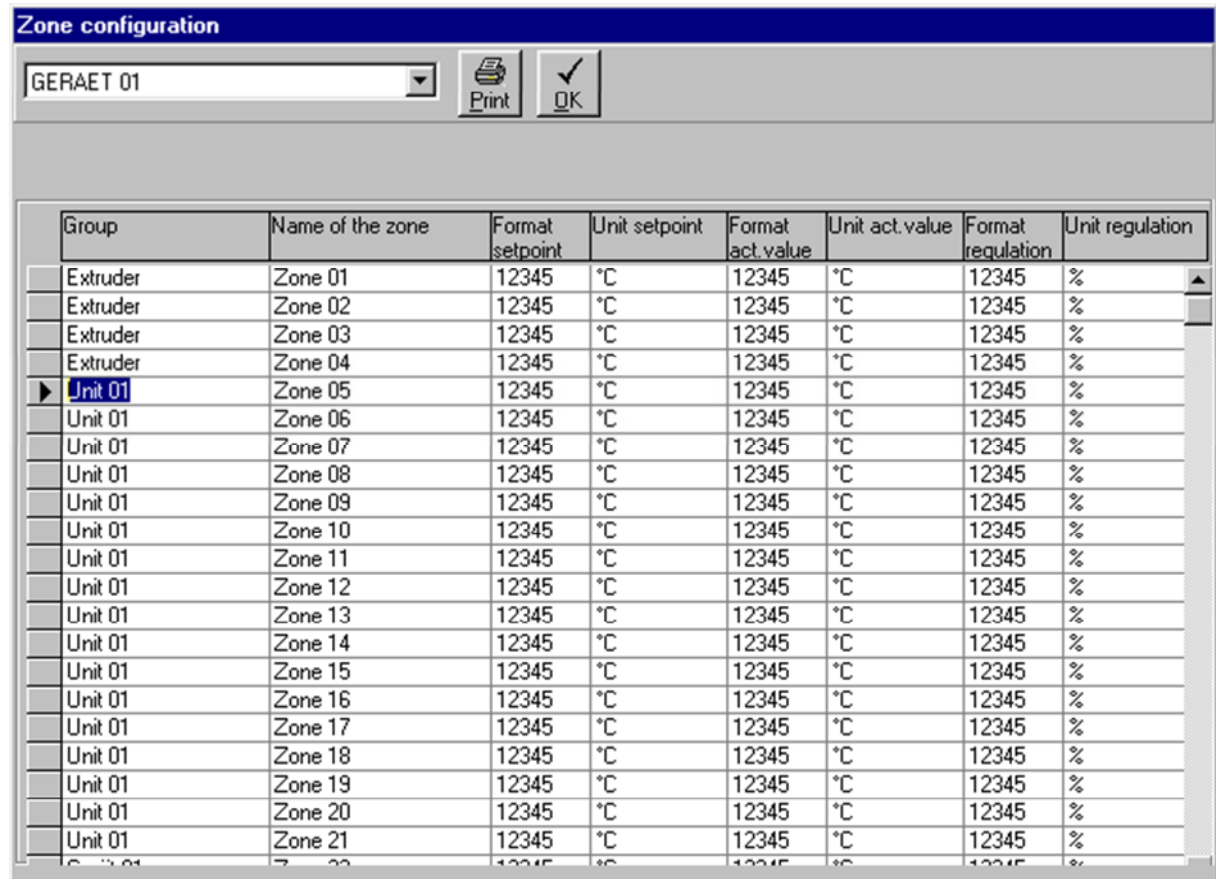 Zone configuration
GERAET 01
Print
OK
Group Name of the zone Format setpoint Unit setpoint Format act.value Unit act.value Format regulation Unit regulation
Extruder Zone 01 12345 °C 12345 °C 12345 %
Extruder Zone 02 12345 °C 12345 °C 12345 %
Extruder Zone 03 12345 °C 12345 °C 12345 %
Extruder Zone 04 12345 °C 12345 °C 12345 %
Unit 01 Zone 05 12345 °C 12345 °C 12345 %
Unit 01 Zone 06 12345 °C 12345 °C 12345 %
Unit 01 Zone 07 12345 °C 12345 °C 12345 %
Unit 01 Zone 08 12345 °C 12345 °C 12345 %
Unit 01 Zone 09 12345 °C 12345 °C 12345 %
Unit 01 Zone 10 12345 °C 12345 °C 12345 %
Unit 01 Zone 11 12345 °C 12345 °C 12345 %
Unit 01 Zone 12 12345 °C 12345 °C 12345 %
Unit 01 Zone 13 12345 °C 12345 °C 12345 %
Unit 01 Zone 14 12345 °C 12345 °C 12345 %
Unit 01 Zone 15 12345 °C 12345 °C 12345 %
Unit 01 Zone 16 12345 °C 12345 °C 12345 %
Unit 01 Zone 17 12345 °C 12345 °C 12345 %
Unit 01 Zone 18 12345 °C 12345 °C 12345 %
Unit 01 Zone 19 12345 °C 12345 °C 12345 %
Unit 01 Zone 20 12345 °C 12345 °C 12345 %
Unit 01 Zone 21 12345 °C 12345 °C 12345 %